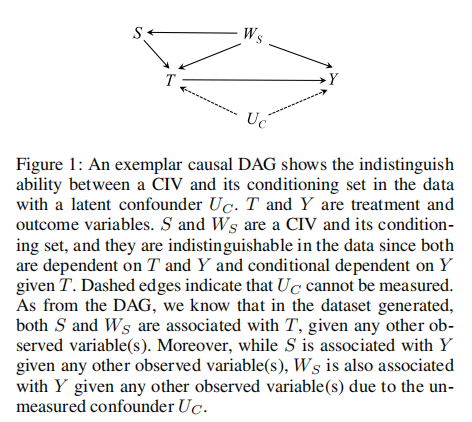 S W_S
T Y
U_C
Figure 1: An exemplar causal DAG shows the indistinguish
ability between a CIV and its conditioning set in the data
with a latent confounder U_C. T and Y are treatment and
outcome variables. S and W_S are a CIV and its condition-
ing set, and they are indistinguishable in the data since both
are dependent on T and Y and conditional dependent on Y
given T. Dashed edges indicate that U_C cannot be measured.
As from the DAG, we know that in the dataset generated,
both S and W_S are associated with T, given any other ob-
served variable(s). Moreover, while S is associated with Y
given any other observed variable(s), W_S is also associated
with Y given any other observed variable(s) due to the un-
measured confounder U_C.